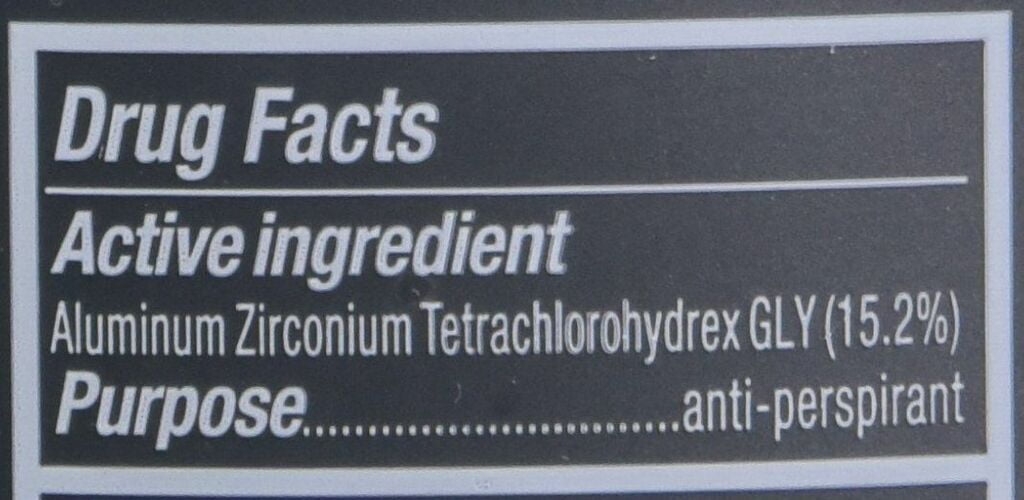 Drug Facts
Active ingredient
Aluminum Zirconium Tetrachlorohydrex GLY (15.2%)
Purpose..............................anti-perspirant